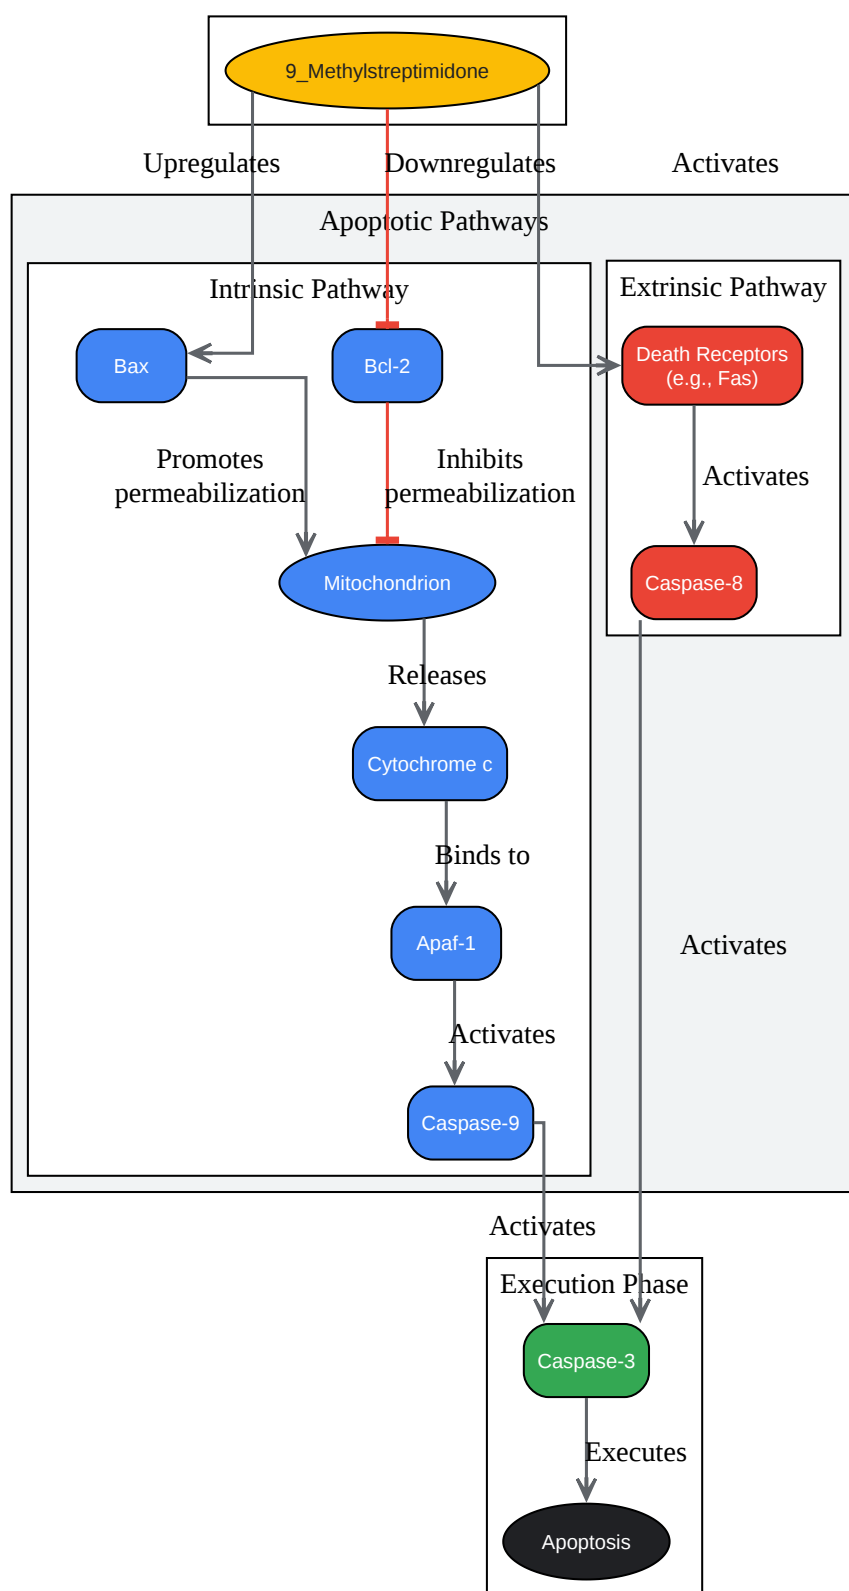 9_Methylstreptimidone
Upregulates
Downregulates
Activates
Apoptotic Pathways
Intrinsic Pathway
Extrinsic Pathway
Bax
Bcl-2
Death Receptors
(e.g., Fas)
Promotes
permeabilization
Inhibits
permeabilization
Activates
Mitochondrion
Caspase-8
Releases
Cytochrome c
Binds to
Apaf-1
Activates
Activates
Caspase-9
Activates
Execution Phase
Caspase-3
Executes
Apoptosis